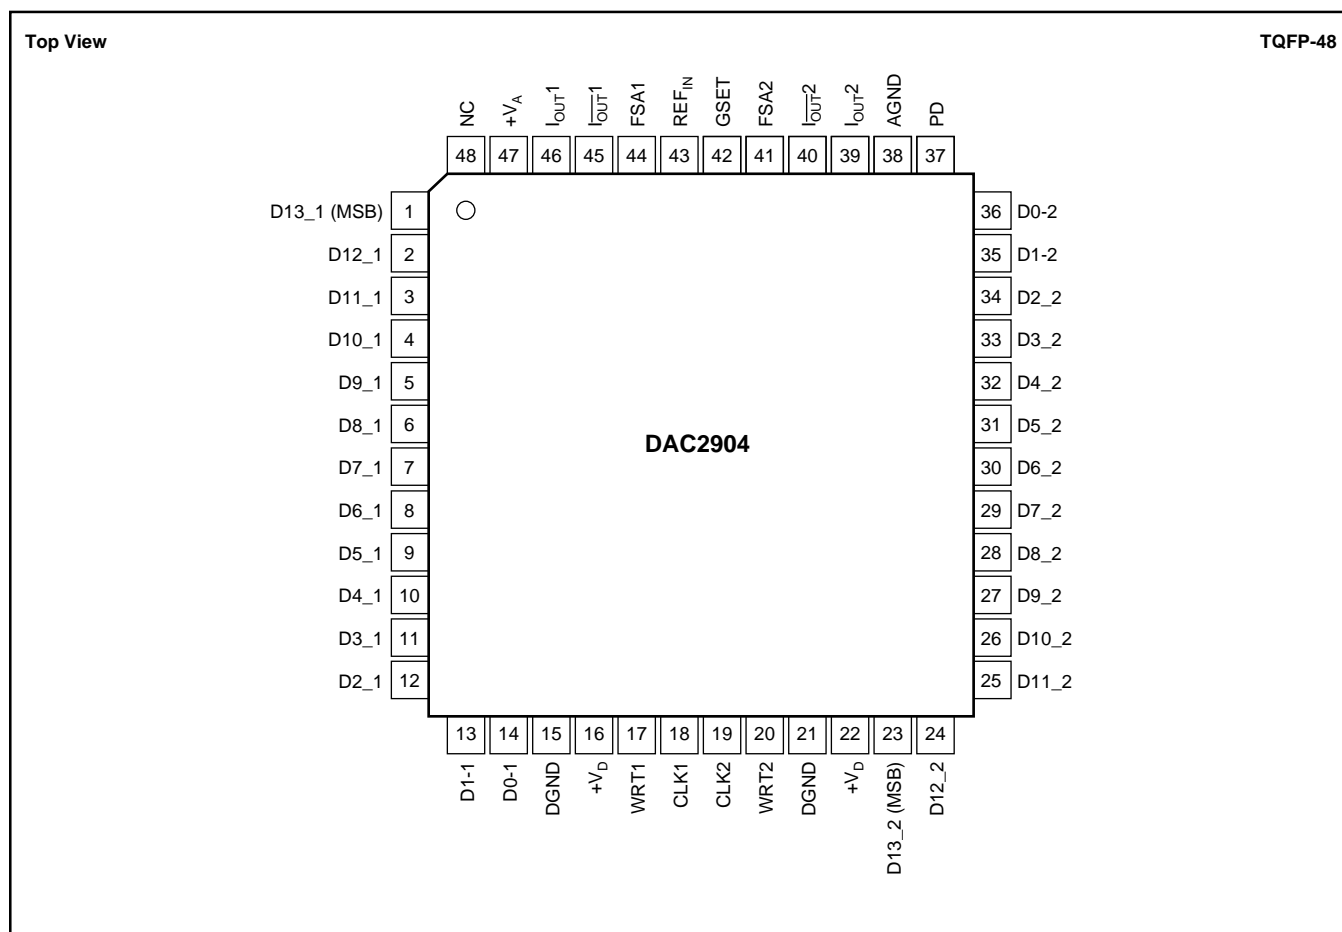 Top View
TQFP-48
NC
+VA
IOUT1
I̅O̅U̅T̅1
FSA1
REFIN
GSET
FSA2
I̅O̅U̅T̅2
IOUT2
AGND
PD
48 47 46 45 44 43 42 41 40 39 38 37
D13_1 (MSB) 1
36 D0-2
D12_1 2
35 D1-2
D11_1 3
34 D2_2
D10_1 4
33 D3_2
D9_1 5
32 D4_2
D8_1 6
31 D5_2
DAC2904
D7_1 7
30 D6_2
D6_1 8
29 D7_2
D5_1 9
28 D8_2
D4_1 10
27 D9_2
D3_1 11
26 D10_2
D2_1 12
25 D11_2
13 14 15 16 17 18 19 20 21 22 23 24
D1-1
D0-1
DGND
+VD
WRT1
CLK1
CLK2
WRT2
DGND
+VD
D13_2 (MSB)
D12_2